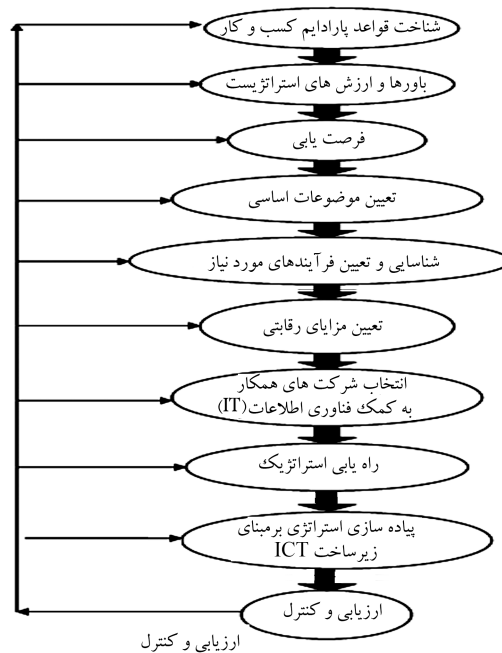 شناخت قواعد پارادایم کسب و کار
باورها و ارزش های استراتژیست
فرصت یابی
تعیین موضوعات اساسی
شناسایی و تعیین فرآیندهای مورد نیاز
تعیین مزایای رقابتی
انتخاب شرکت های همکار
به کمک فناوری اطلاعات(IT)
راه یابی استراتژیک
پیاده سازی استراتژی برمبنای
زیرساخت ICT
ارزیابی و کنترل
ارزیابی و کنترل